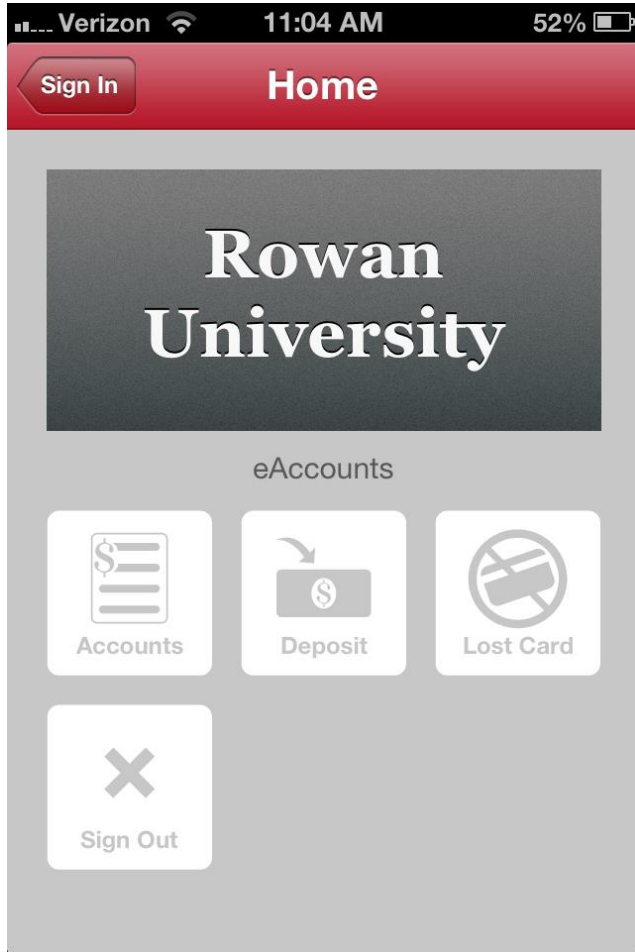 Verizon 11:04 AM 52%
Sign In Home
Rowan
University
eAccounts
$ $
Accounts Deposit Lost Card
Sign Out